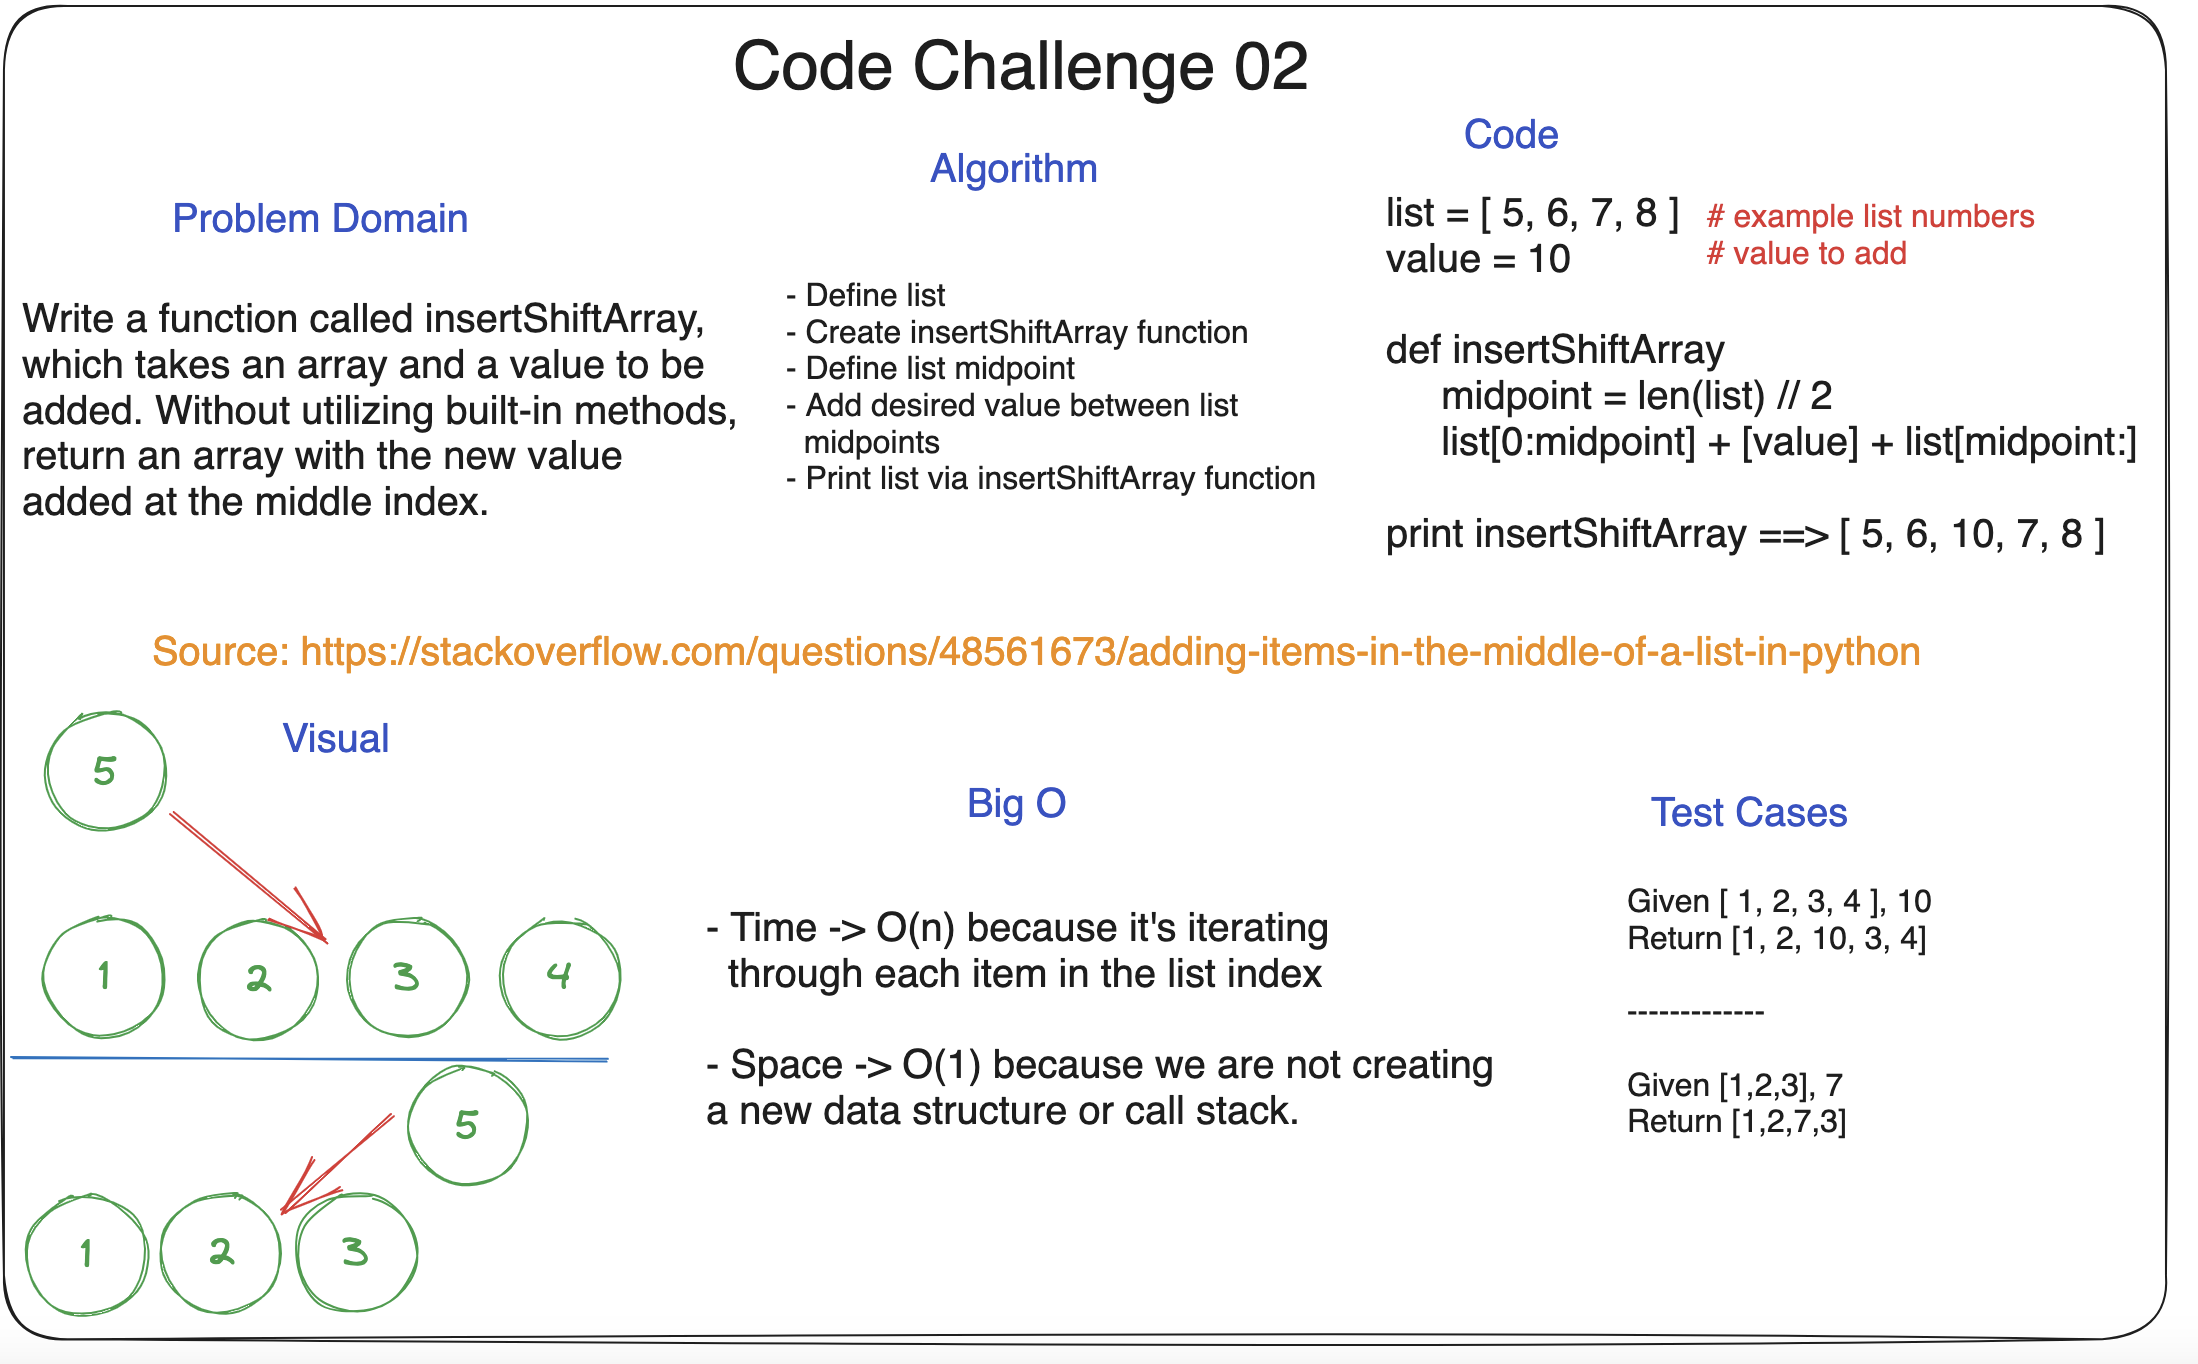 Code Challenge 02
Problem Domain
Write a function called insertShiftArray,
which takes an array and a value to be
added. Without utilizing built-in methods,
return an array with the new value
added at the middle index.
Algorithm
- Define list
- Create insertShiftArray function
- Define list midpoint
- Add desired value between list
midpoints
- Print list via insertShiftArray function
Code
list = [ 5, 6, 7, 8 ] # example list numbers
value = 10 # value to add
def insertShiftArray
midpoint = len(list) // 2
list[0:midpoint] + [value] + list[midpoint:]
print insertShiftArray ==> [ 5, 6, 10, 7, 8 ]
Source: https://stackoverflow.com/questions/48561673/adding-items-in-the-middle-of-a-list-in-python
Visual
5
1 2 3 4
5
1 2 3
Big O
- Time -> O(n) because it's iterating
through each item in the list index
- Space -> O(1) because we are not creating
a new data structure or call stack.
Test Cases
Given [ 1, 2, 3, 4 ], 10
Return [1, 2, 10, 3, 4]
-------------
Given [1,2,3], 7
Return [1,2,7,3]